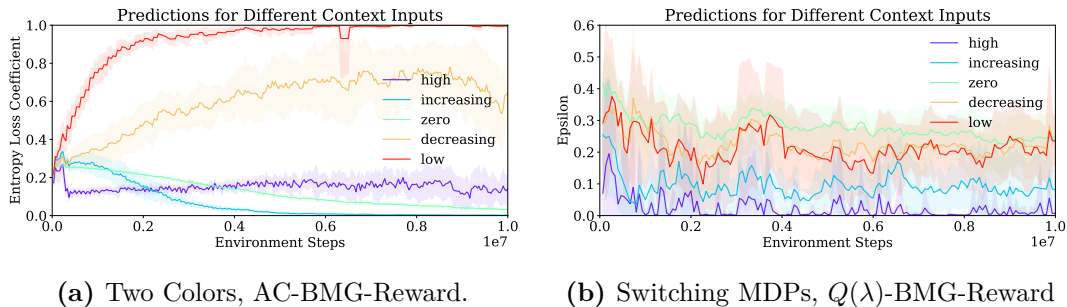 Predictions for Different Context Inputs
Entropy Loss Coefficient
1.0
0.8
0.6
0.4
0.2
0.0
high
increasing
zero
decreasing
low
0.0 0.2 0.4 0.6 0.8 1.0
Environment Steps
1e7
(a) Two Colors, AC-BMG-Reward.
Predictions for Different Context Inputs
Epsilon
0.6
0.5
0.4
0.3
0.2
0.1
0.0
high
increasing
zero
decreasing
low
0.0 0.2 0.4 0.6 0.8 1.0
Environment Steps
1e7
(b) Switching MDPs, Q(λ)-BMG-Reward